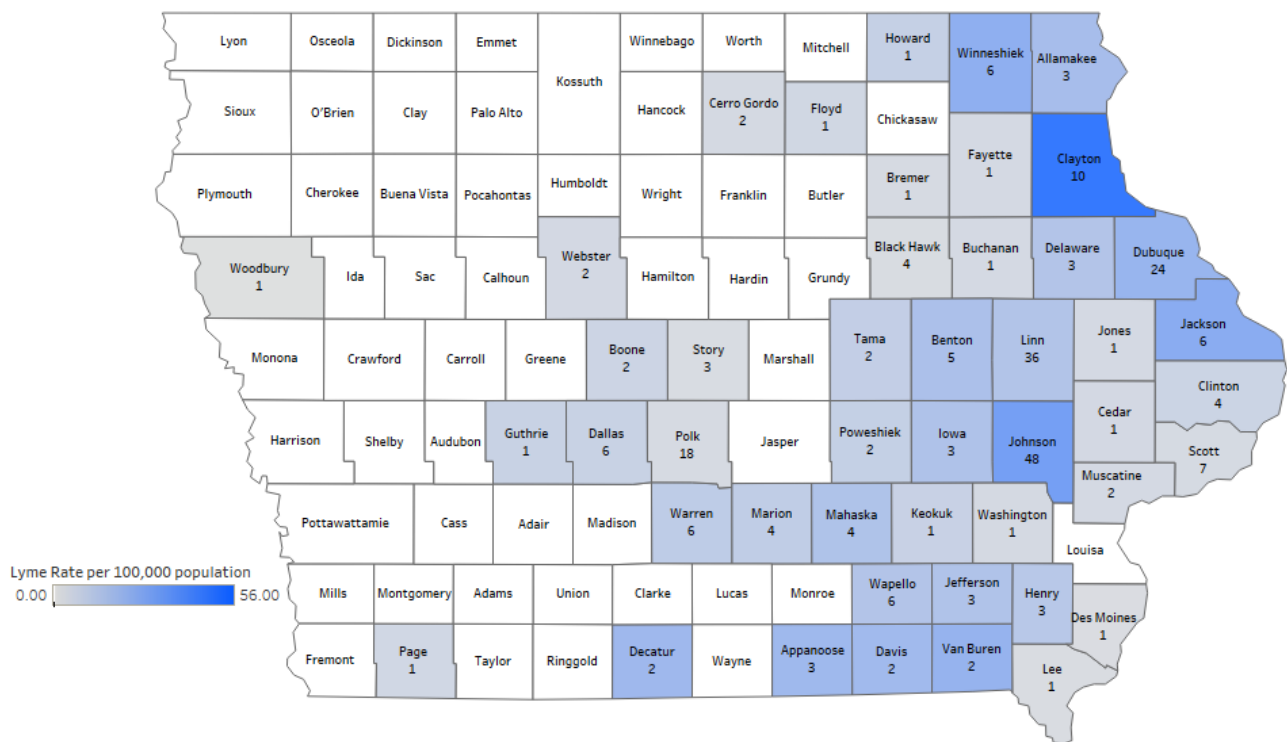 Lyon
Osceola
Dickinson
Emmet
Kossuth
Winnebago
Worth
Mitchell
Howard
1
Winneshiek
6
Allamakee
3
Sioux
O'Brien
Clay
Palo Alto
Hancock
Cerro Gordo
2
Floyd
1
Chickasaw
Fayette
1
Clayton
10
Plymouth
Cherokee
Buena Vista
Pocahontas
Humboldt
Wright
Franklin
Butler
Bremer
1
Woodbury
1
Ida
Sac
Calhoun
Webster
2
Hamilton
Hardin
Grundy
Black Hawk
4
Buchanan
1
Delaware
3
Dubuque
24
Monona
Crawford
Carroll
Greene
Boone
2
Story
3
Marshall
Tama
2
Benton
5
Linn
36
Jones
1
Jackson
6
Clinton
4
Harrison
Shelby
Audubon
Guthrie
1
Dallas
6
Polk
18
Jasper
Poweshiek
2
Iowa
3
Johnson
48
Cedar
1
Scott
7
Muscatine
2
Pottawattamie
Cass
Adair
Madison
Warren
6
Marion
4
Mahaska
4
Keokuk
1
Washington
1
Louisa
Lyme Rate per 100,000 population
0.00
56.00
Mills
Montgomery
Adams
Union
Clarke
Lucas
Monroe
Wapello
6
Jefferson
3
Henry
3
Des Moines
1
Fremont
Page
1
Taylor
Ringgold
Decatur
2
Wayne
Appanoose
3
Davis
2
Van Buren
2
Lee
1